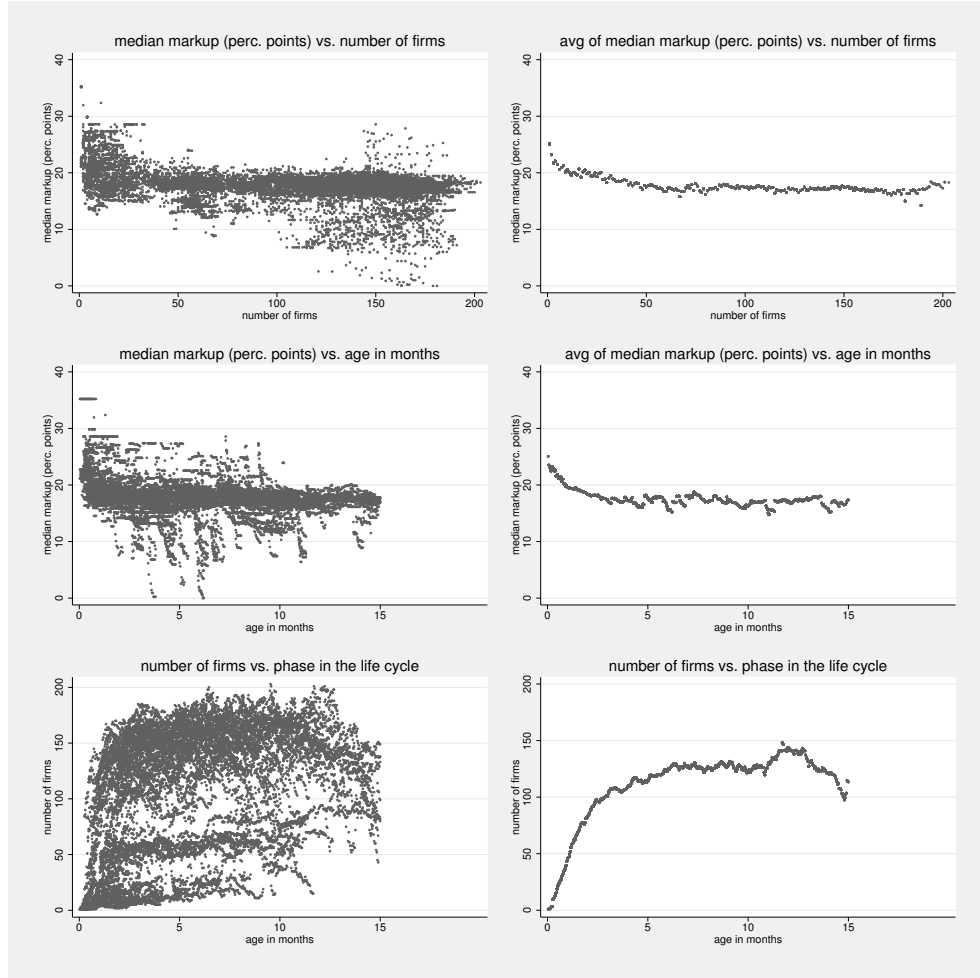 median markup (perc. points) vs. number of firms
median markup (perc. points)
40
30
20
10
0
0 50 100 150 200
number of firms
avg of median markup (perc. points) vs. number of firms
median markup (perc. points)
40
30
20
10
0
0 50 100 150 200
number of firms
median markup (perc. points) vs. age in months
median markup (perc. points)
40
30
20
10
0
0 5 10 15
age in months
avg of median markup (perc. points) vs. age in months
median markup (perc. points)
40
30
20
10
0
0 5 10 15
age in months
number of firms vs. phase in the life cycle
number of firms
200
150
100
50
0
0 5 10 15
age in months
number of firms vs. phase in the life cycle
number of firms
200
150
100
50
0
0 5 10 15
age in months